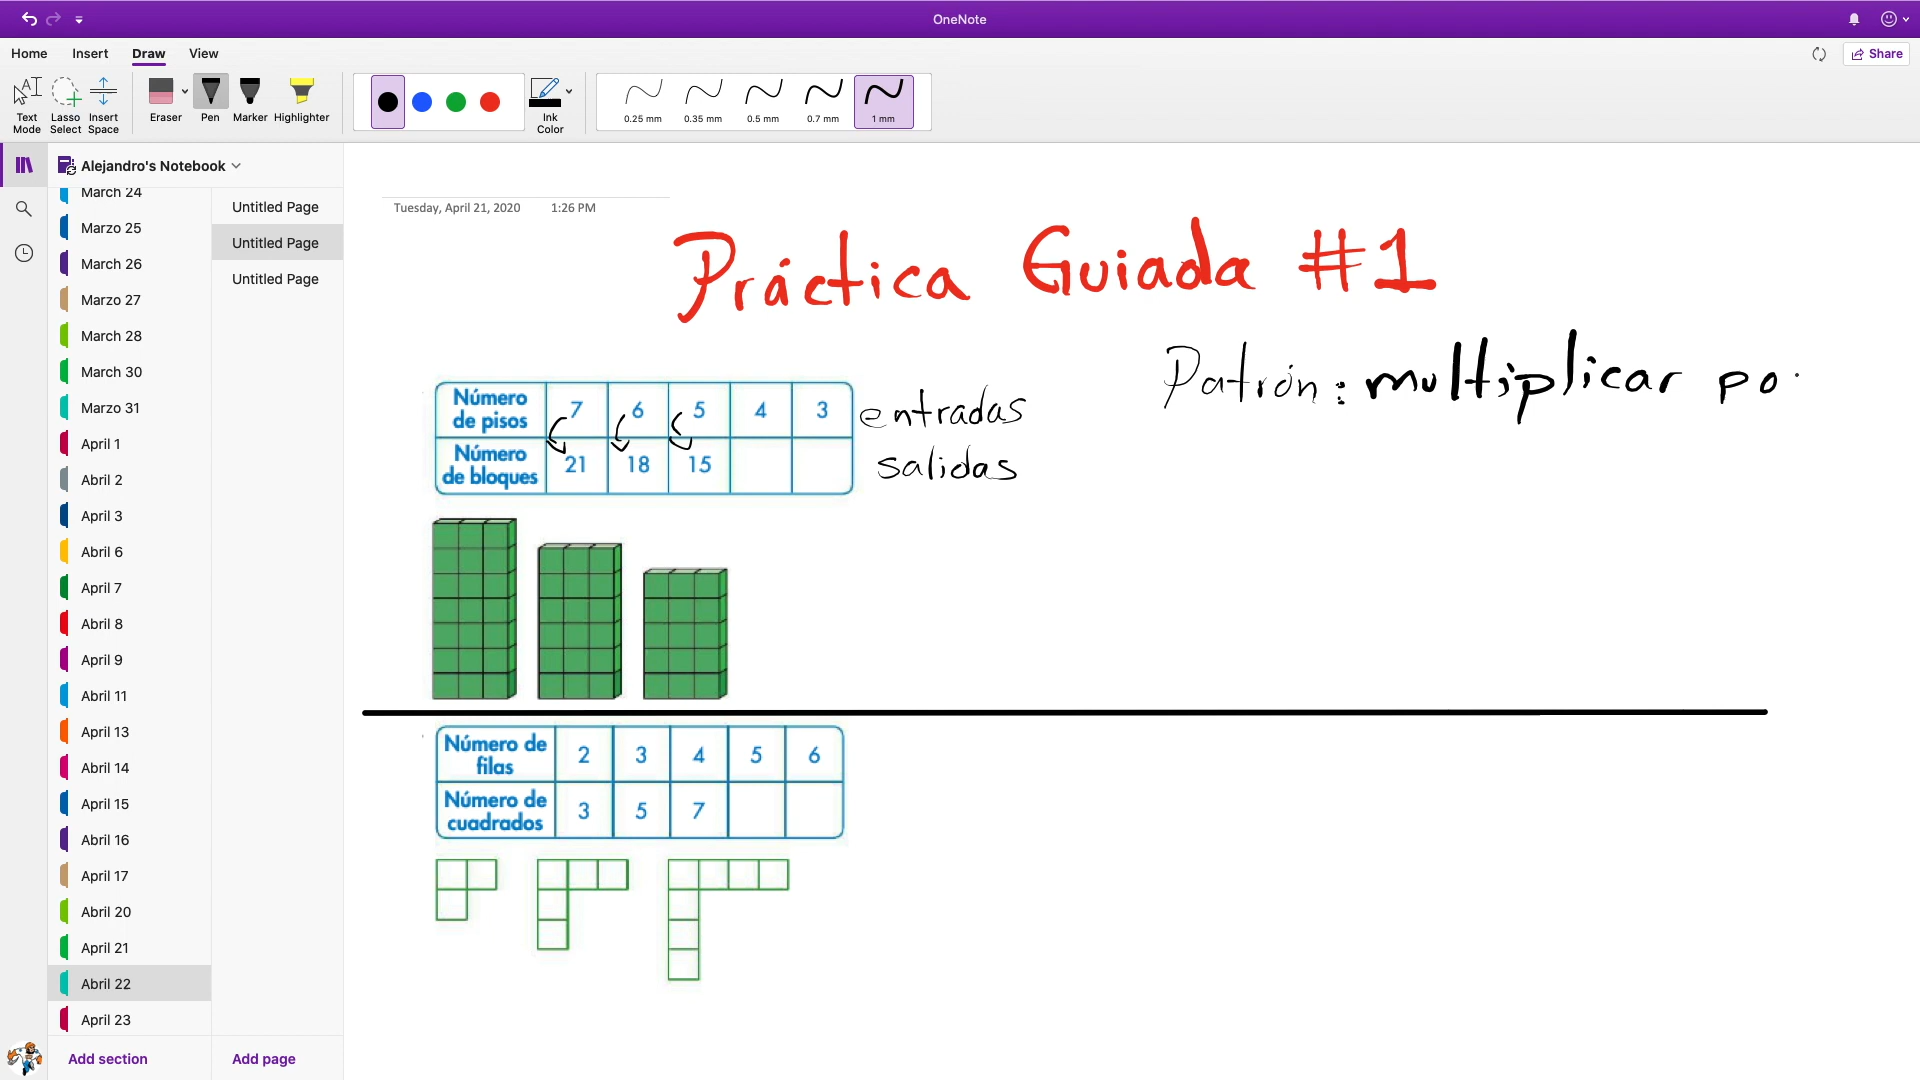 OneNote
Home Insert Draw View
Share
Text Mode
Lasso Select
Insert Space
Eraser
Pen
Marker
Highlighter
Ink Color
0.25 mm
0.35 mm
0.5 mm
0.7 mm
1 mm
Alejandro's Notebook
March 24
Marzo 25
March 26
Marzo 27
March 28
March 30
Marzo 31
April 1
Abril 2
April 3
Abril 6
April 7
Abril 8
April 9
Abril 11
April 13
Abril 14
April 15
Abril 16
April 17
Abril 20
April 21
Abril 22
April 23
Add section
Untitled Page
Untitled Page
Untitled Page
Add page
Tuesday, April 21, 2020 1:26 PM
Práctica Guiada #1
Patrón: multiplicar po
Número de pisos 7 6 5 4 3 entradas
Número de bloques 21 18 15 salidas
Número de filas 2 3 4 5 6
Número de cuadrados 3 5 7